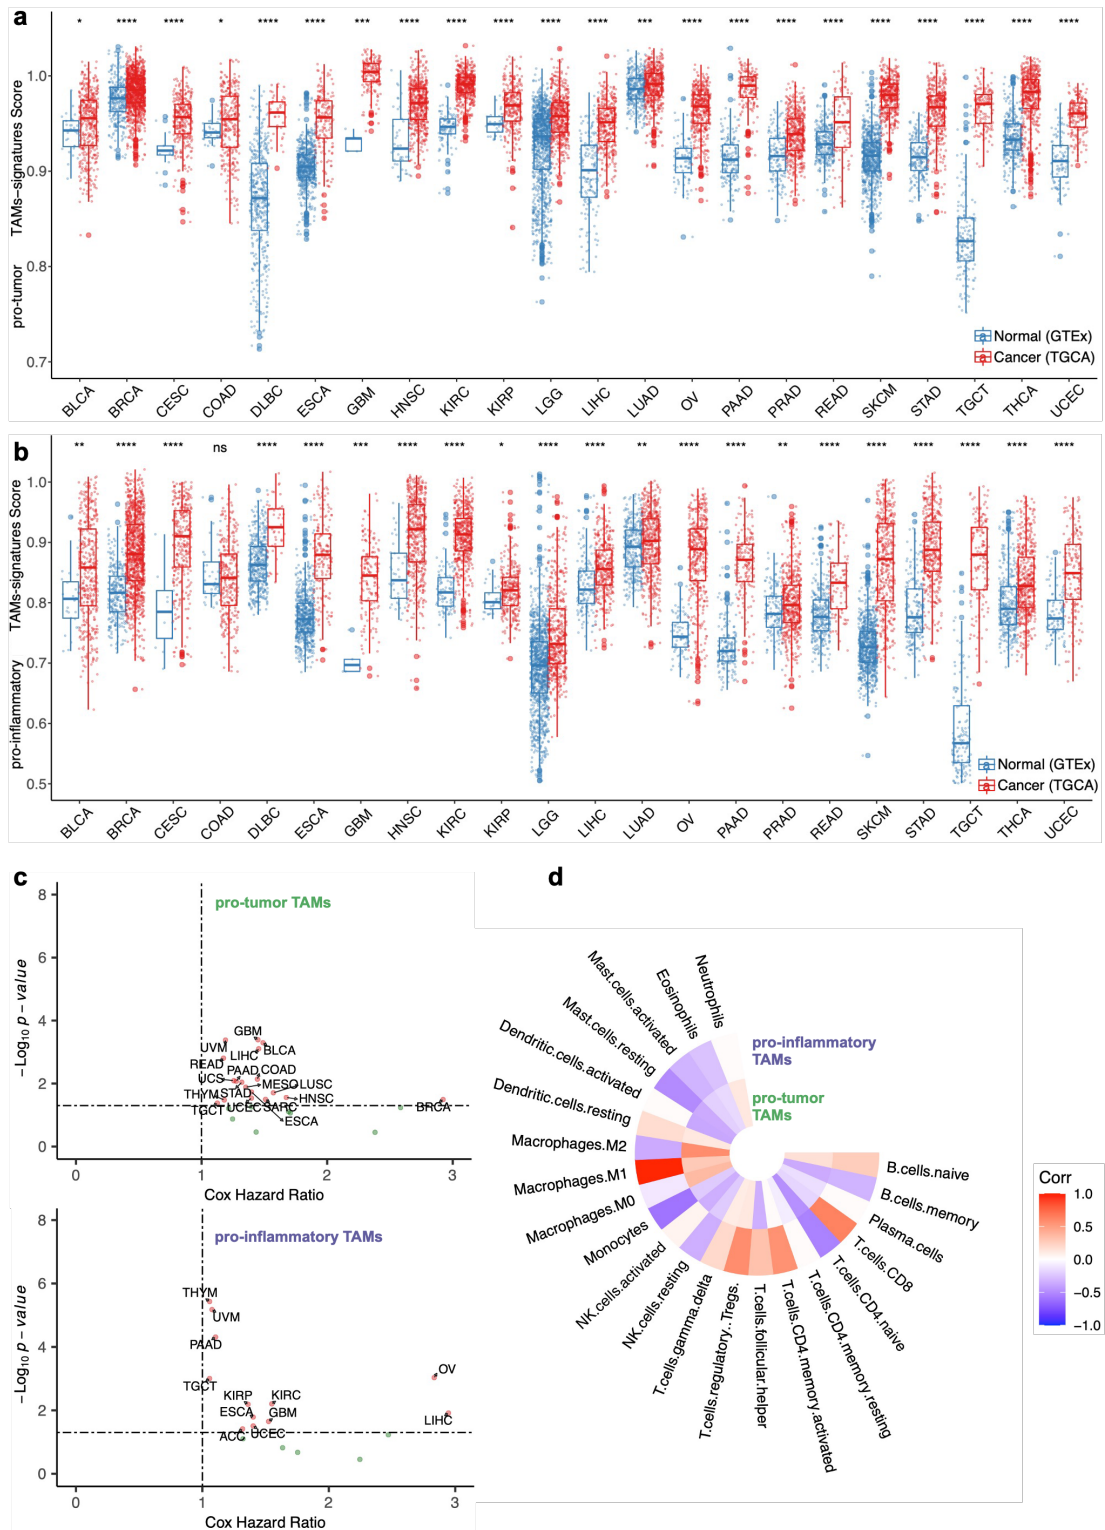 a
* **** **** * **** **** *** **** **** **** **** **** *** **** **** **** **** **** **** **** **** ****
TAMs-signatures Score
pro-tumor
1.0
0.9
0.8
0.7
Normal (GTEx)
Cancer (TGCA)
BLCA BRCA CESC COAD DLBC ESCA GBM HNSC KIRC KIRP LGG LIHC LUAD OV PAAD PRAD READ SKCM STAD TGCT THCA UCEC
b
** **** **** ns **** **** *** **** **** * **** **** ** **** **** ** **** **** **** **** **** ****
TAMs-signatures Score
pro-inflammatory
1.0
0.9
0.8
0.7
0.6
0.5
Normal (GTEx)
Cancer (TGCA)
BLCA BRCA CESC COAD DLBC ESCA GBM HNSC KIRC KIRP LGG LIHC LUAD OV PAAD PRAD READ SKCM STAD TGCT THCA UCEC
c
pro-tumor TAMs
−Log10 p−value
8
6
4
2
0
GBM
UVM
LIHC
BLCA
READ
PAAD
COAD
UCS
MESO
LUSC
THYM
STAD
HNSC
TGCT
UCEC
SARC
BRCA
ESCA
0 1 2 3
Cox Hazard Ratio
pro-inflammatory TAMs
−Log10 p−value
8
6
4
2
0
THYM
UVM
PAAD
TGCT
OV
KIRP
KIRC
ESCA
GBM
LIHC
ACC
UCEC
0 1 2 3
Cox Hazard Ratio
d
pro-inflammatory
TAMs
pro-tumor
TAMs
Neutrophils
Eosinophils
Mast.cells.activated
Mast.cells.resting
Dendritic.cells.activated
Dendritic.cells.resting
Macrophages.M2
Macrophages.M1
Macrophages.M0
Monocytes
NK.cells.activated
NK.cells.resting
T.cells.gamma.delta
T.cells.regulatory..Tregs.
T.cells.follicular.helper
T.cells.CD4.memory.activated
T.cells.CD4.memory.resting
T.cells.CD4.naive
T.cells.CD8
Plasma.cells
B.cells.memory
B.cells.naive
Corr
1.0
0.5
0.0
−0.5
−1.0